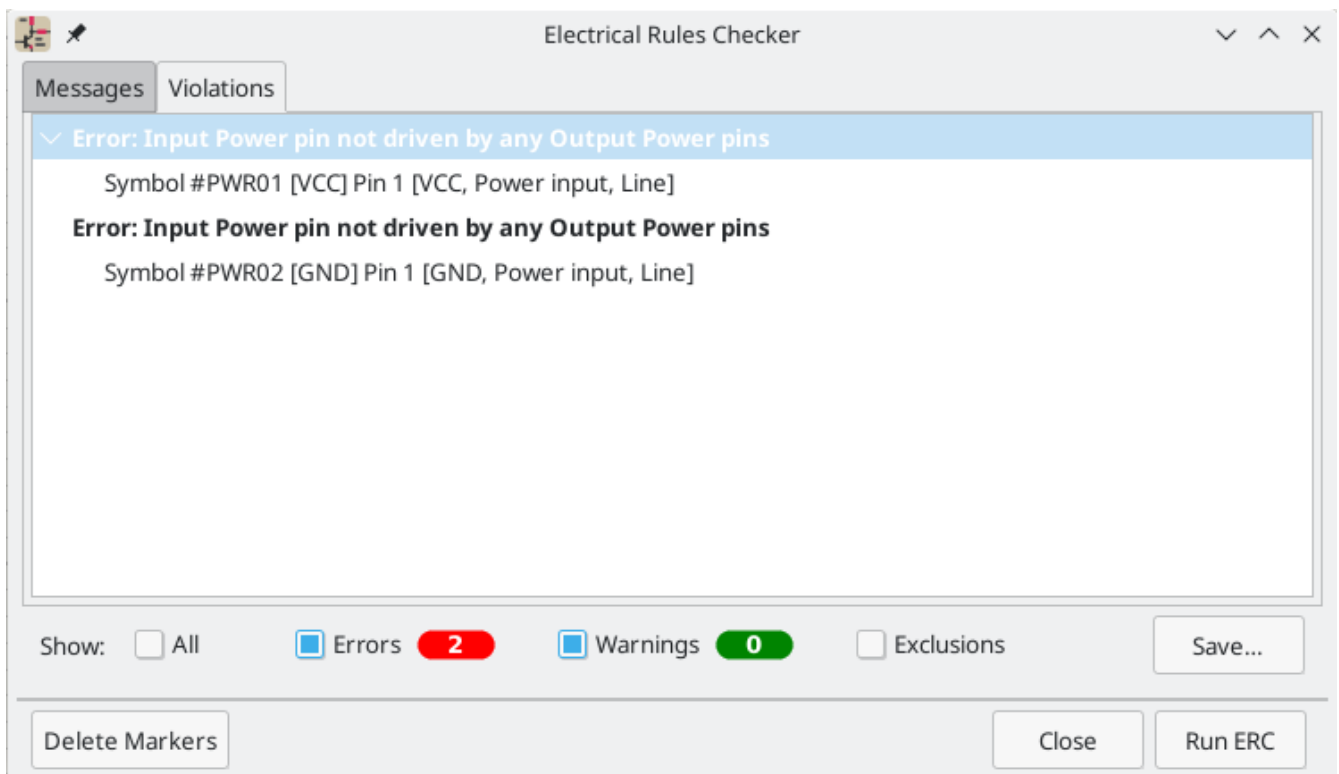 Electrical Rules Checker
Messages Violations
Error: Input Power pin not driven by any Output Power pins
Symbol #PWR01 [VCC] Pin 1 [VCC, Power input, Line]
Error: Input Power pin not driven by any Output Power pins
Symbol #PWR02 [GND] Pin 1 [GND, Power input, Line]
Show: All Errors 2 Warnings 0 Exclusions Save...
Delete Markers Close Run ERC